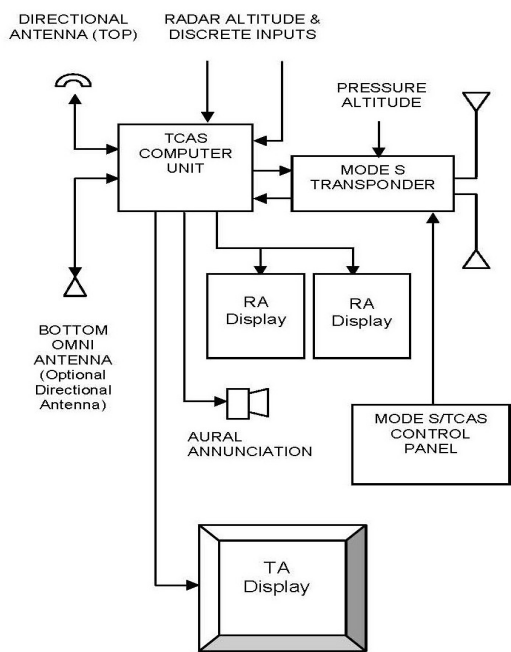 DIRECTIONAL
ANTENNA (TOP)
RADAR ALTITUDE &
DISCRETE INPUTS
PRESSURE
ALTITUDE
TCAS
COMPUTER
UNIT
MODE S
TRANSPONDER
RA
Display
RA
Display
BOTTOM
OMNI
ANTENNA
(Optional
Directional
Antenna)
AURAL
ANNUNCIATION
MODE S/TCAS
CONTROL
PANEL
TA
Display